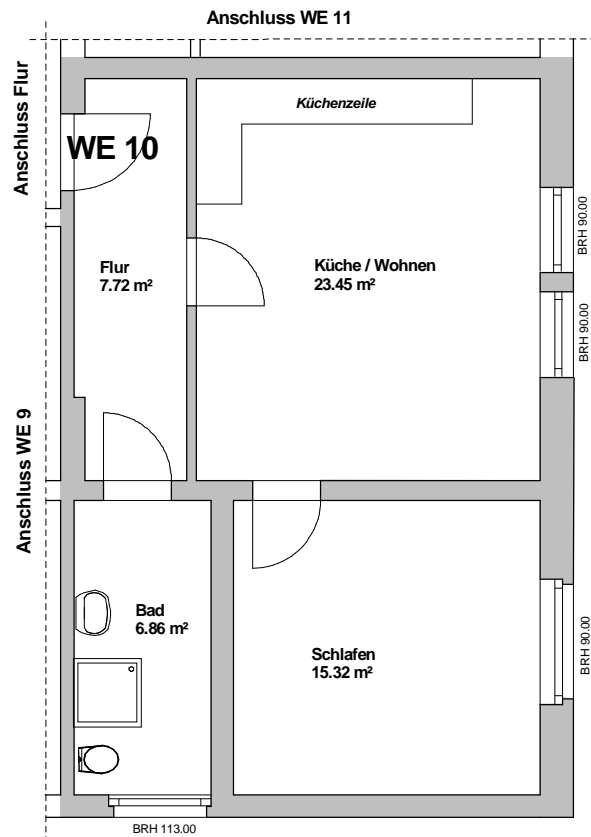 Anschluss WE 11
Anschluss Flur
Küchenzeile
WE 10
BRH 90.00
Flur
7.72 m²
Küche / Wohnen
23.45 m²
BRH 90.00
Anschluss WE 9
Bad
6.86 m²
Schlafen
15.32 m²
BRH 90.00
BRH 113.00